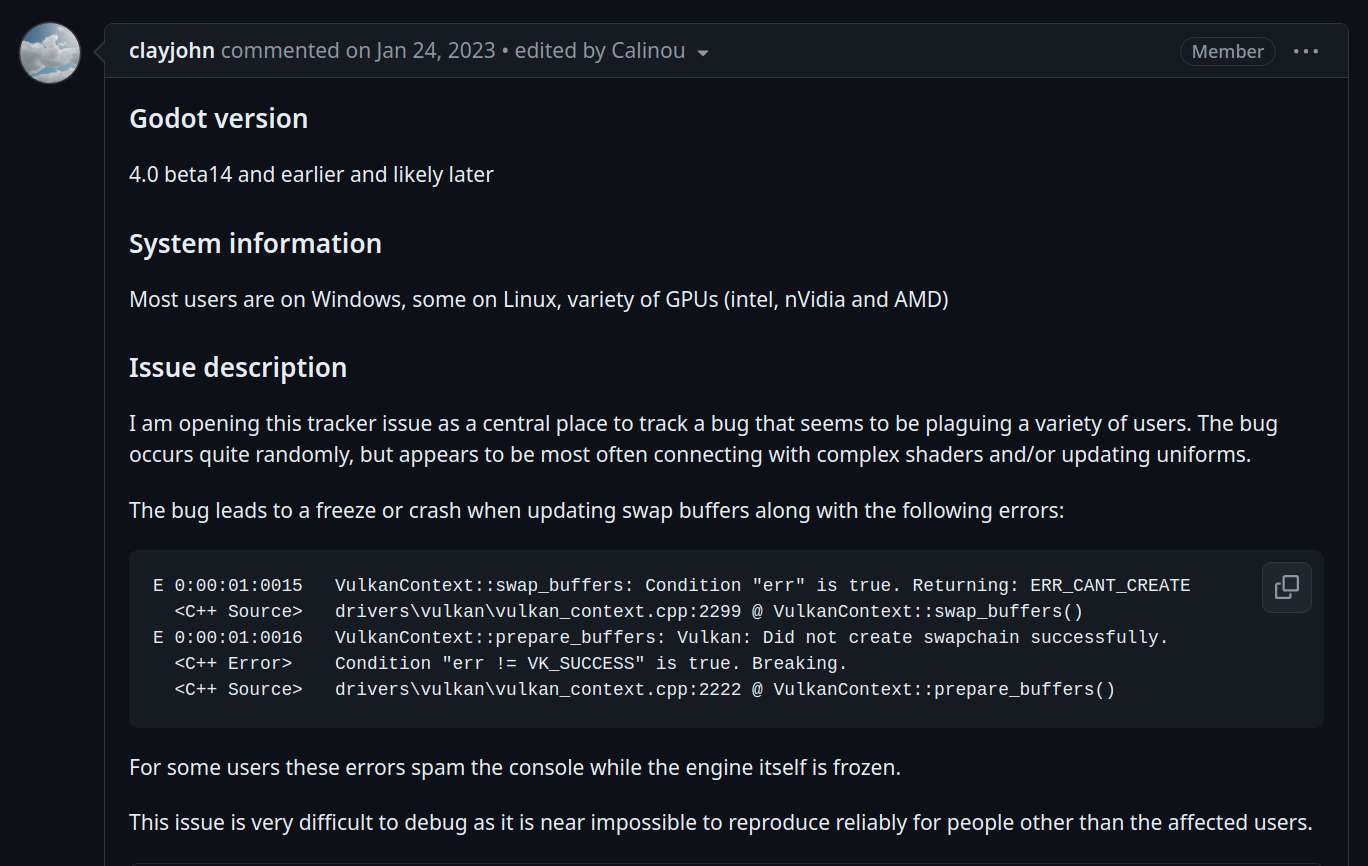 clayjohn commented on Jan 24, 2023 • edited by Calinou
Member
Godot version
4.0 beta14 and earlier and likely later
System information
Most users are on Windows, some on Linux, variety of GPUs (intel, nVidia and AMD)
Issue description
I am opening this tracker issue as a central place to track a bug that seems to be plaguing a variety of users. The bug
occurs quite randomly, but appears to be most often connecting with complex shaders and/or updating uniforms.
The bug leads to a freeze or crash when updating swap buffers along with the following errors:
E 0:00:01:0015   VulkanContext::swap_buffers: Condition "err" is true. Returning: ERR_CANT_CREATE
  <C++ Source>   drivers\vulkan\vulkan_context.cpp:2299 @ VulkanContext::swap_buffers()
E 0:00:01:0016   VulkanContext::prepare_buffers: Vulkan: Did not create swapchain successfully.
  <C++ Error>    Condition "err != VK_SUCCESS" is true. Breaking.
  <C++ Source>   drivers\vulkan\vulkan_context.cpp:2222 @ VulkanContext::prepare_buffers()
For some users these errors spam the console while the engine itself is frozen.
This issue is very difficult to debug as it is near impossible to reproduce reliably for people other than the affected users.